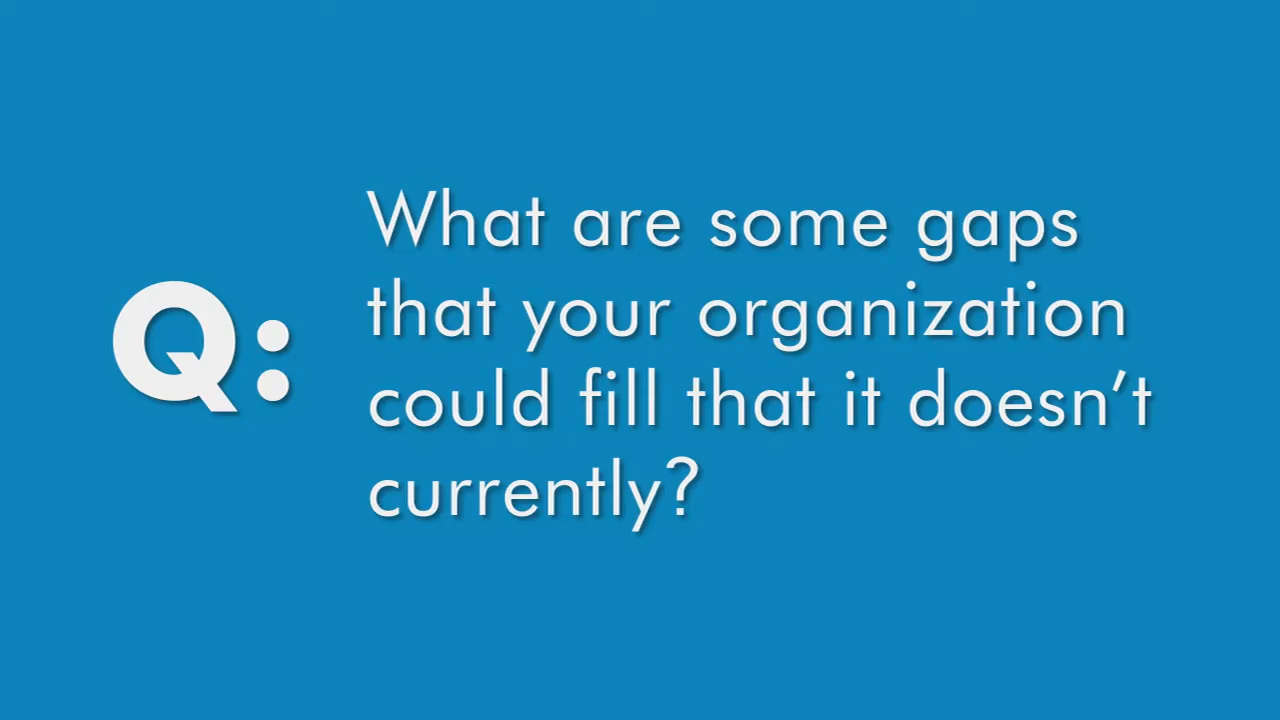 Q:
What are some gaps
that your organization
could fill that it doesn’t
currently?